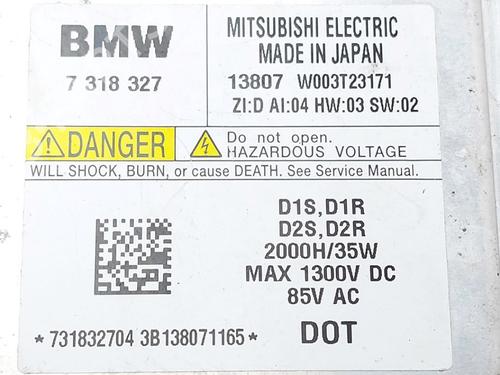 BMW
7 318 327
MITSUBISHI ELECTRIC
MADE IN JAPAN
13807 W003T23171
ZI:D AI:04 HW:03 SW:02
DANGER
Do not open.
HAZARDOUS VOLTAGE
WILL SHOCK, BURN, or cause DEATH. See Service Manual.
D1S,D1R
D2S,D2R
2000H/35W
MAX 1300V DC
85V AC
*731832704 3B138071165*
DOT